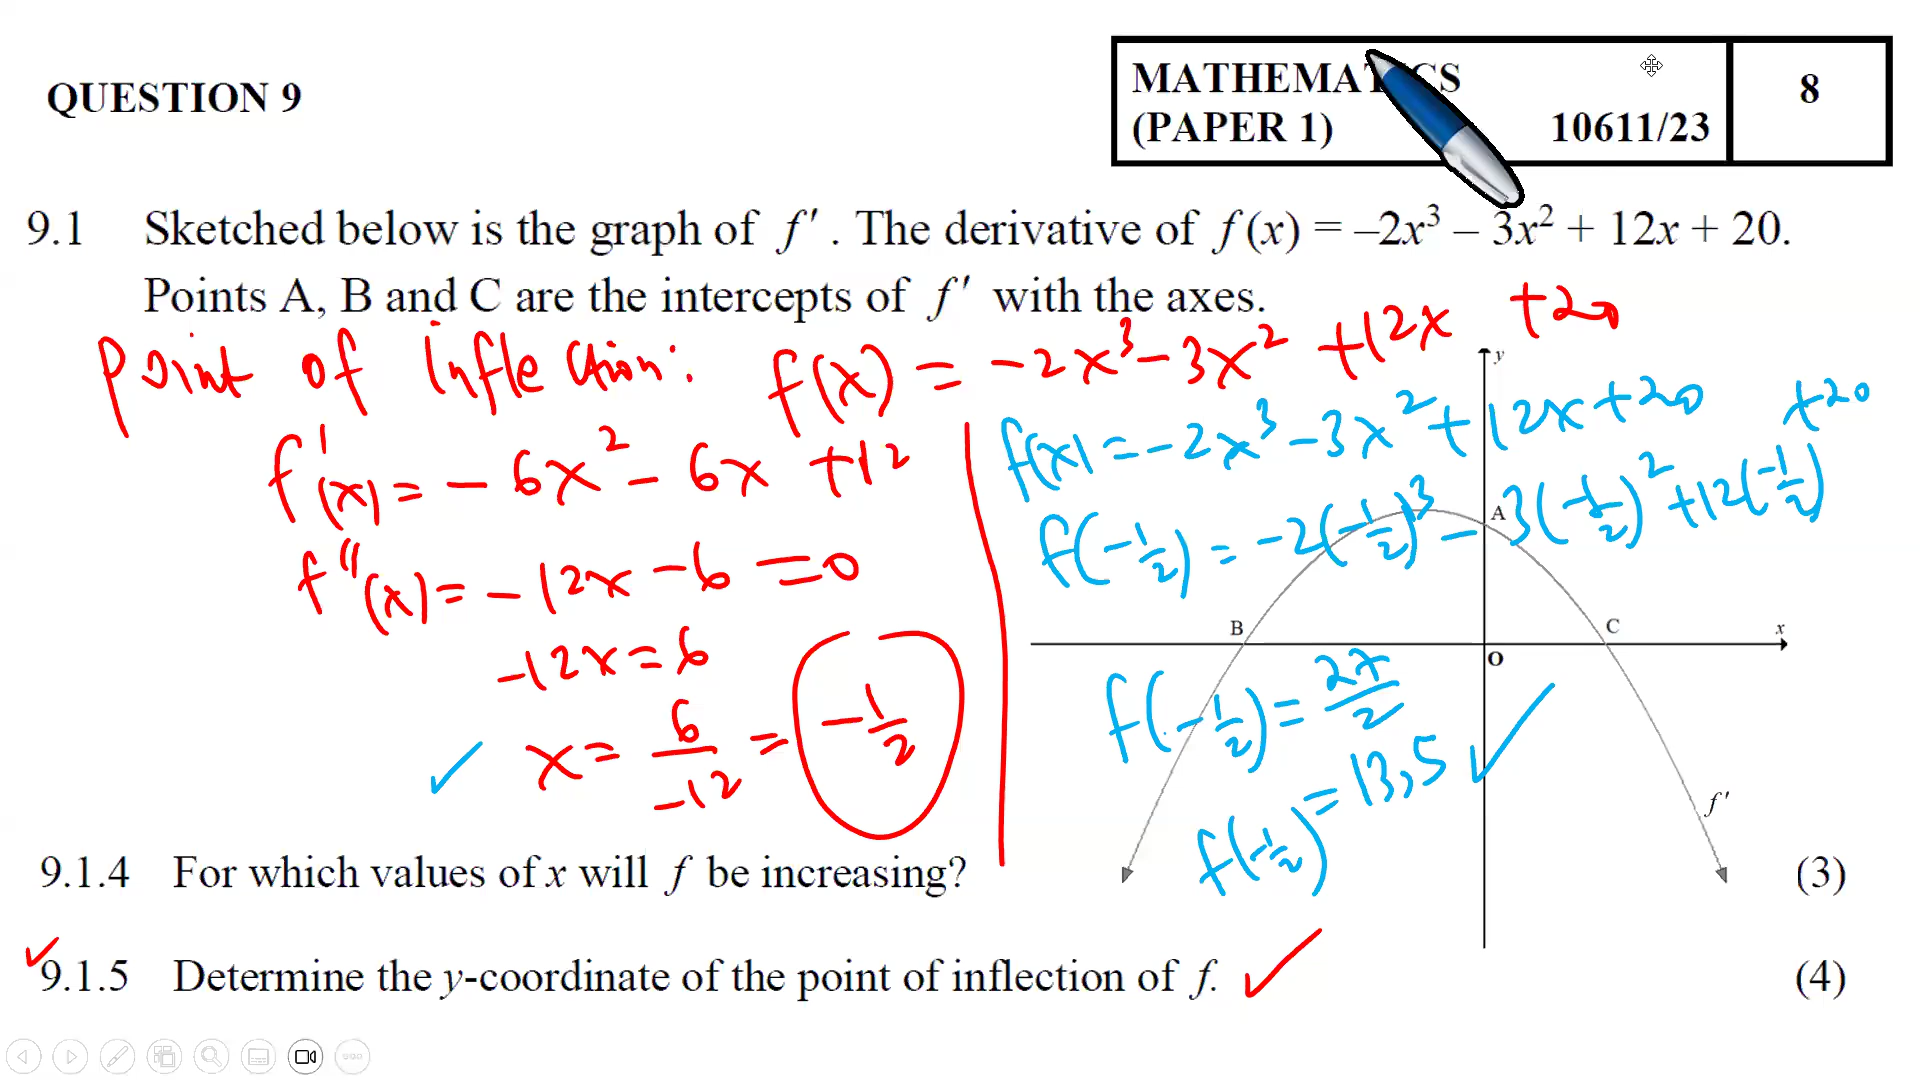 QUESTION 9
MATHEMATICS
(PAPER 1) 10611/23
8
9.1 Sketched below is the graph of f′. The derivative of f(x) = –2x³ – 3x² + 12x + 20.
Points A, B and C are the intercepts of f′ with the axes.
Point of inflection: f(x) = -2x³ - 3x² + 12x + 20
f'(x) = -6x² - 6x + 12
f''(x) = -12x - 6 = 0
-12x = 6
x = 6/-12 = -1/2
f(x) = -2x³ - 3x² + 12x + 20
f(-1/2) = -2(-1/2)³ - 3(-1/2)² + 12(-1/2) + 20
f(-1/2) = 27/2
f(-1/2) = 13,5
y
A
B
C
x
O
f′
9.1.4 For which values of x will f be increasing? (3)
9.1.5 Determine the y-coordinate of the point of inflection of f. (4)